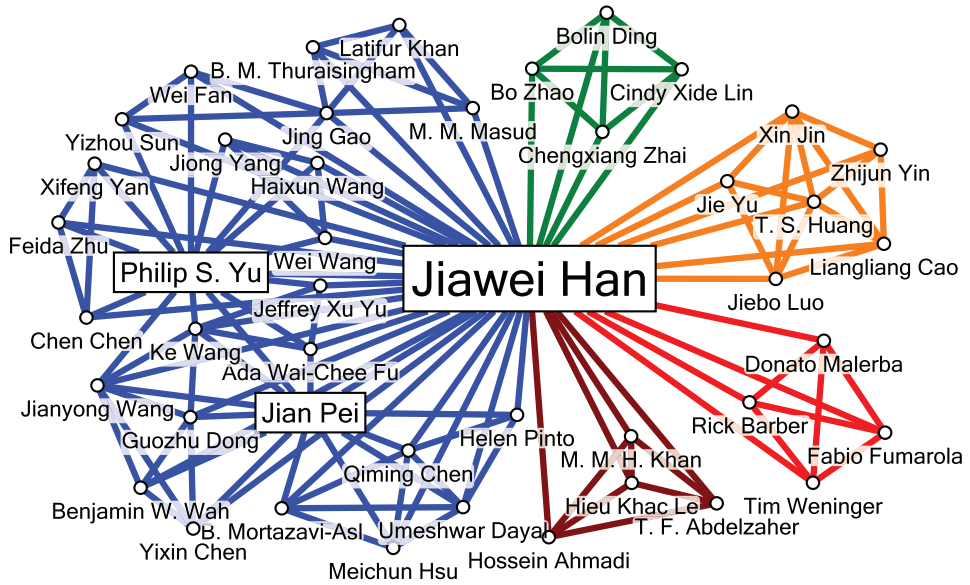 Latifur Khan
Bolin Ding
B. M. Thuraisingham
Wei Fan
Bo Zhao
Cindy Xide Lin
Jing Gao
M. M. Masud
Xin Jin
Yizhou Sun
Jiong Yang
Chengxiang Zhai
Zhijun Yin
Xifeng Yan
Haixun Wang
Jie Yu
T. S. Huang
Feida Zhu
Wei Wang
Liangliang Cao
Philip S. Yu
Jiawei Han
Jeffrey Xu Yu
Jiebo Luo
Chen Chen
Ke Wang
Ada Wai-Chee Fu
Donato Malerba
Jianyong Wang
Jian Pei
Rick Barber
Guozhu Dong
Helen Pinto
Fabio Fumarola
Qiming Chen
M. M. H. Khan
Benjamin W. Wah
Hieu Khac Le
Tim Weninger
B. Mortazavi-Asl
Umeshwar Dayal
T. F. Abdelzaher
Yixin Chen
Meichun Hsu
Hossein Ahmadi